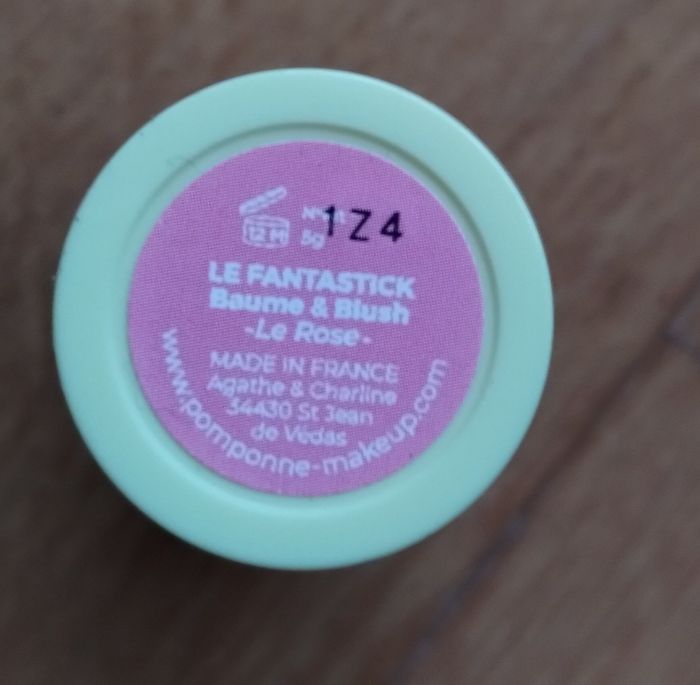 1Z4
12 M
5g
LE FANTASTICK
Baume & Blush
-Le Rose-
MADE IN FRANCE
Agathe & Charline
34430 St Jean
de Védas
www.pomponne-makeup.com